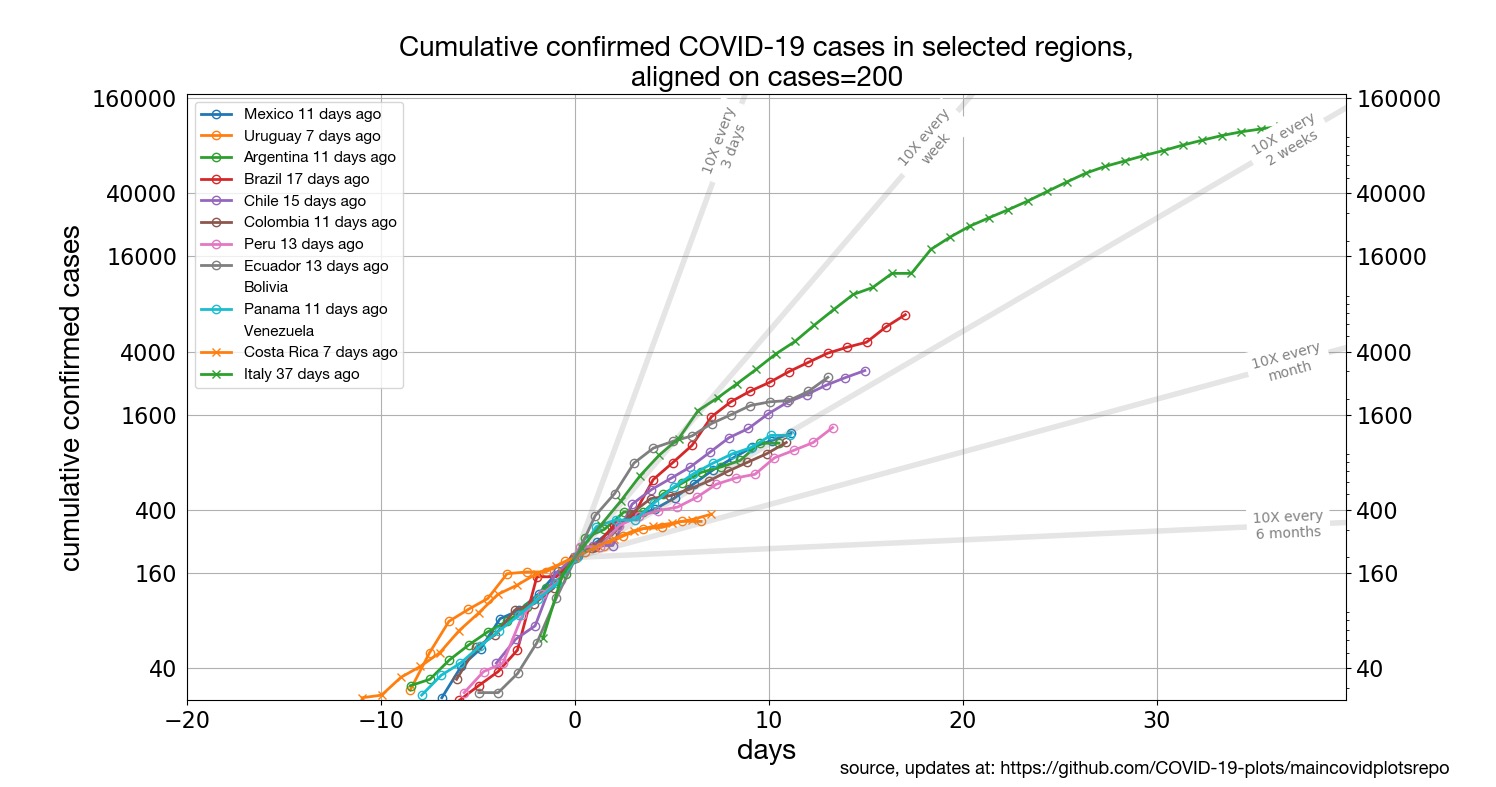 Cumulative confirmed COVID-19 cases in selected regions,
aligned on cases=200
160000
40000
16000
4000
1600
400
160
40
cumulative confirmed cases
Mexico 11 days ago
Uruguay 7 days ago
Argentina 11 days ago
Brazil 17 days ago
Chile 15 days ago
Colombia 11 days ago
Peru 13 days ago
Ecuador 13 days ago
Bolivia
Panama 11 days ago
Venezuela
Costa Rica 7 days ago
Italy 37 days ago
10X every
3 days
10X every
week
10X every
2 weeks
10X every
month
10X every
6 months
160000
40000
16000
4000
1600
400
160
40
−20
−10
0
10
20
30
days
source, updates at: https://github.com/COVID-19-plots/maincovidplotsrepo